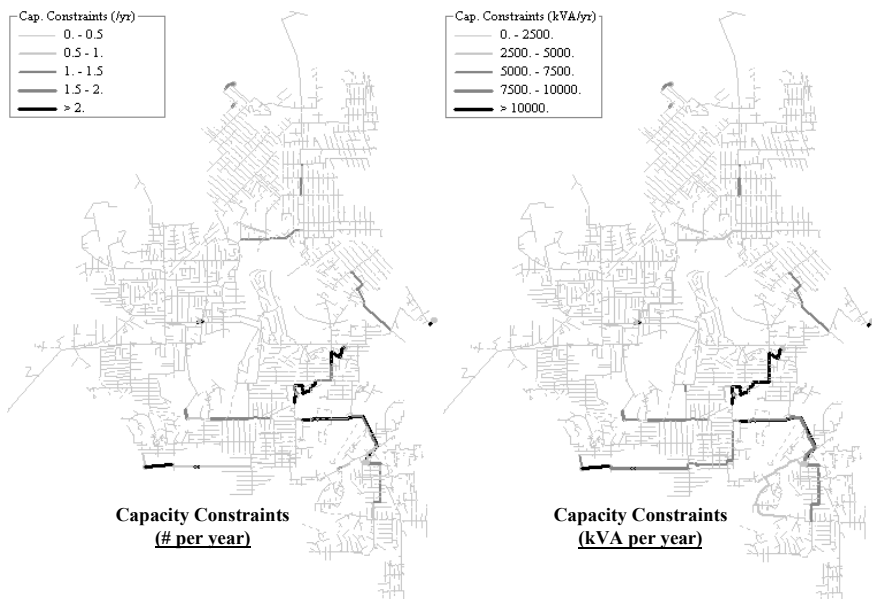 Cap. Constraints (/yr)
0. - 0.5
0.5 - 1.
1. - 1.5
1.5 - 2.
> 2.
Capacity Constraints
(# per year)
Cap. Constraints (kVA/yr)
0. - 2500.
2500. - 5000.
5000. - 7500.
7500. - 10000.
> 10000.
Capacity Constraints
(kVA per year)